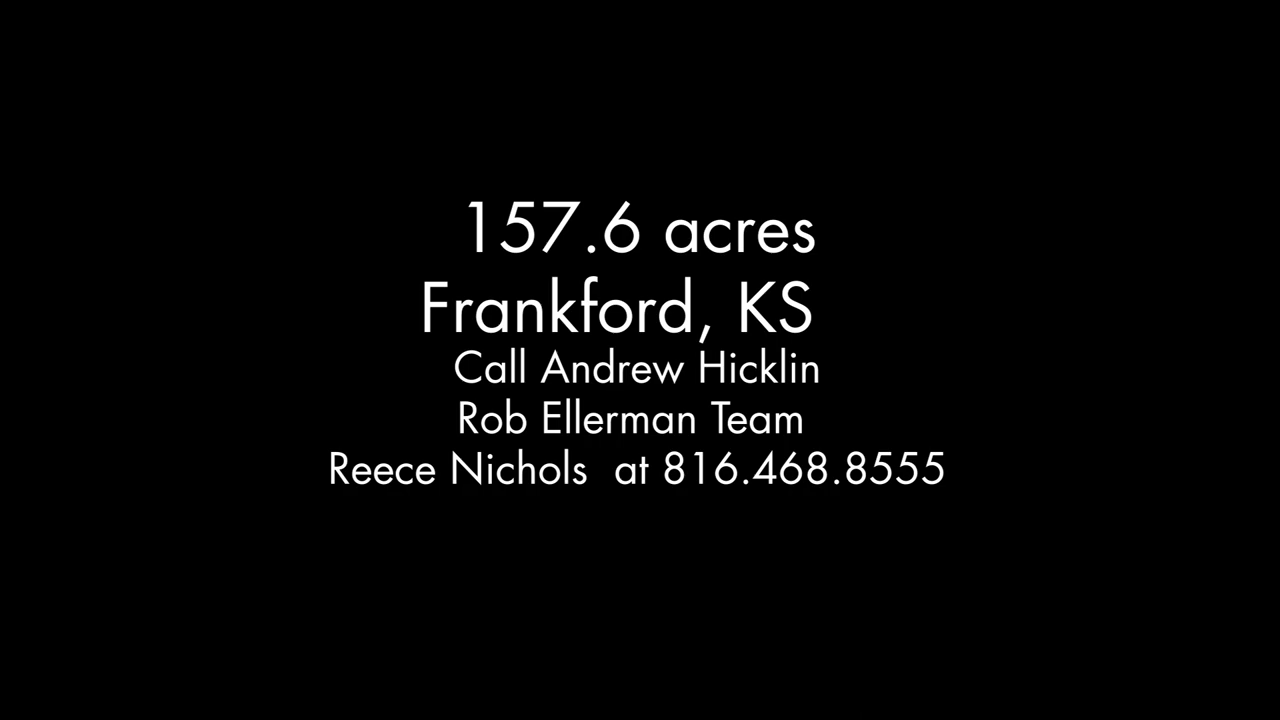 157.6 acres
Frankford, KS
Call Andrew Hicklin
Rob Ellerman Team
Reece Nichols  at 816.468.8555